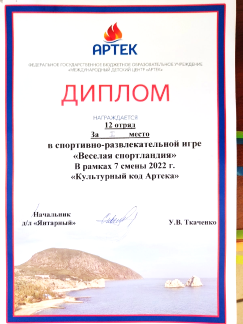 АРТЕК
ФЕДЕРАЛЬНОЕ ГОСУДАРСТВЕННОЕ БЮДЖЕТНОЕ ОБРАЗОВАТЕЛЬНОЕ УЧРЕЖДЕНИЕ
«МЕЖДУНАРОДНЫЙ ДЕТСКИЙ ЦЕНТР «АРТЕК»
ДИПЛОМ
НАГРАЖДАЕТСЯ
12 отряд
За место
в спортивно-развлекательной игре
«Веселая спортландия»
В рамках 7 смены 2022 г.
«Культурный код Артека»
Начальник
д/л «Янтарный»
У.В. Ткаченко